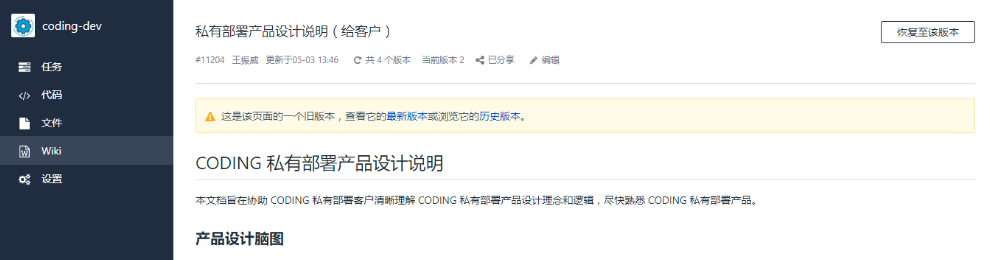 coding-dev
任务
代码
文件
Wiki
设置
私有部署产品设计说明（给客户）
恢复至该版本
#11204 王振威 更新于05-03 13:46 共 4 个版本 当前版本 2 已分享 编辑
这是该页面的一个旧版本，查看它的最新版本或浏览它的历史版本。
CODING 私有部署产品设计说明
本文档旨在协助 CODING 私有部署客户清晰理解 CODING 私有部署产品设计理念和逻辑，尽快熟悉 CODING 私有部署产品。
产品设计脑图